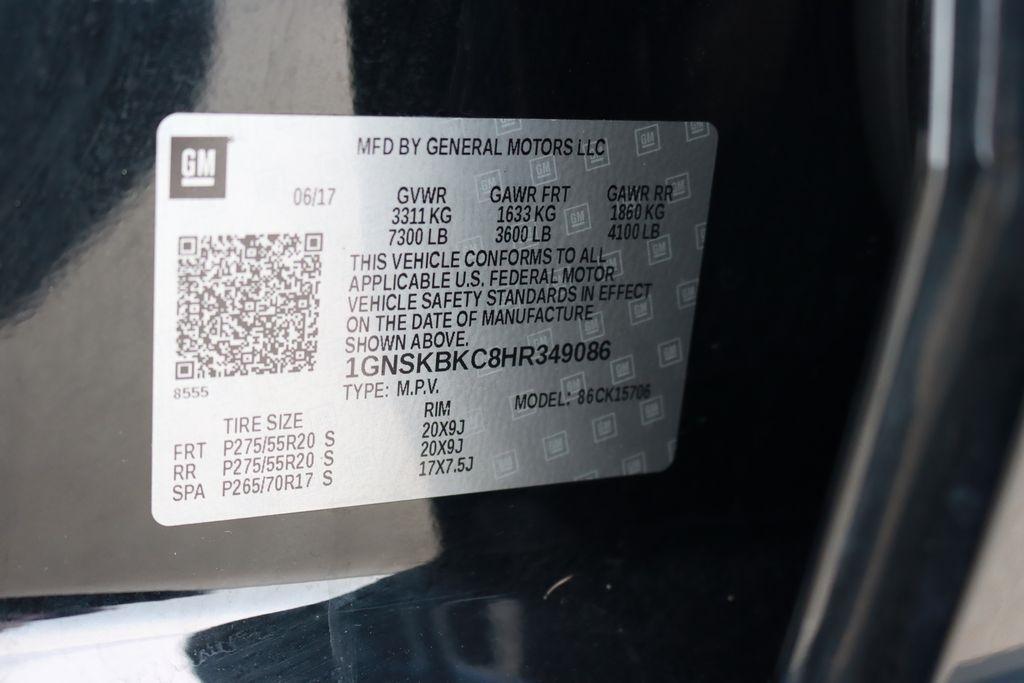 GM
MFD BY GENERAL MOTORS LLC
06/17
GVWR GAWR FRT GAWR RR
3311 KG 1633 KG 1860 KG
7300 LB 3600 LB 4100 LB
THIS VEHICLE CONFORMS TO ALL
APPLICABLE U.S. FEDERAL MOTOR
VEHICLE SAFETY STANDARDS IN EFFECT
ON THE DATE OF MANUFACTURE
SHOWN ABOVE.
1GNSKBKC8HR349086
8555
TYPE: M.P.V. MODEL: 86CK15706
TIRE SIZE RIM
FRT P275/55R20 S 20X9J
RR P275/55R20 S 20X9J
SPA P265/70R17 S 17X7.5J